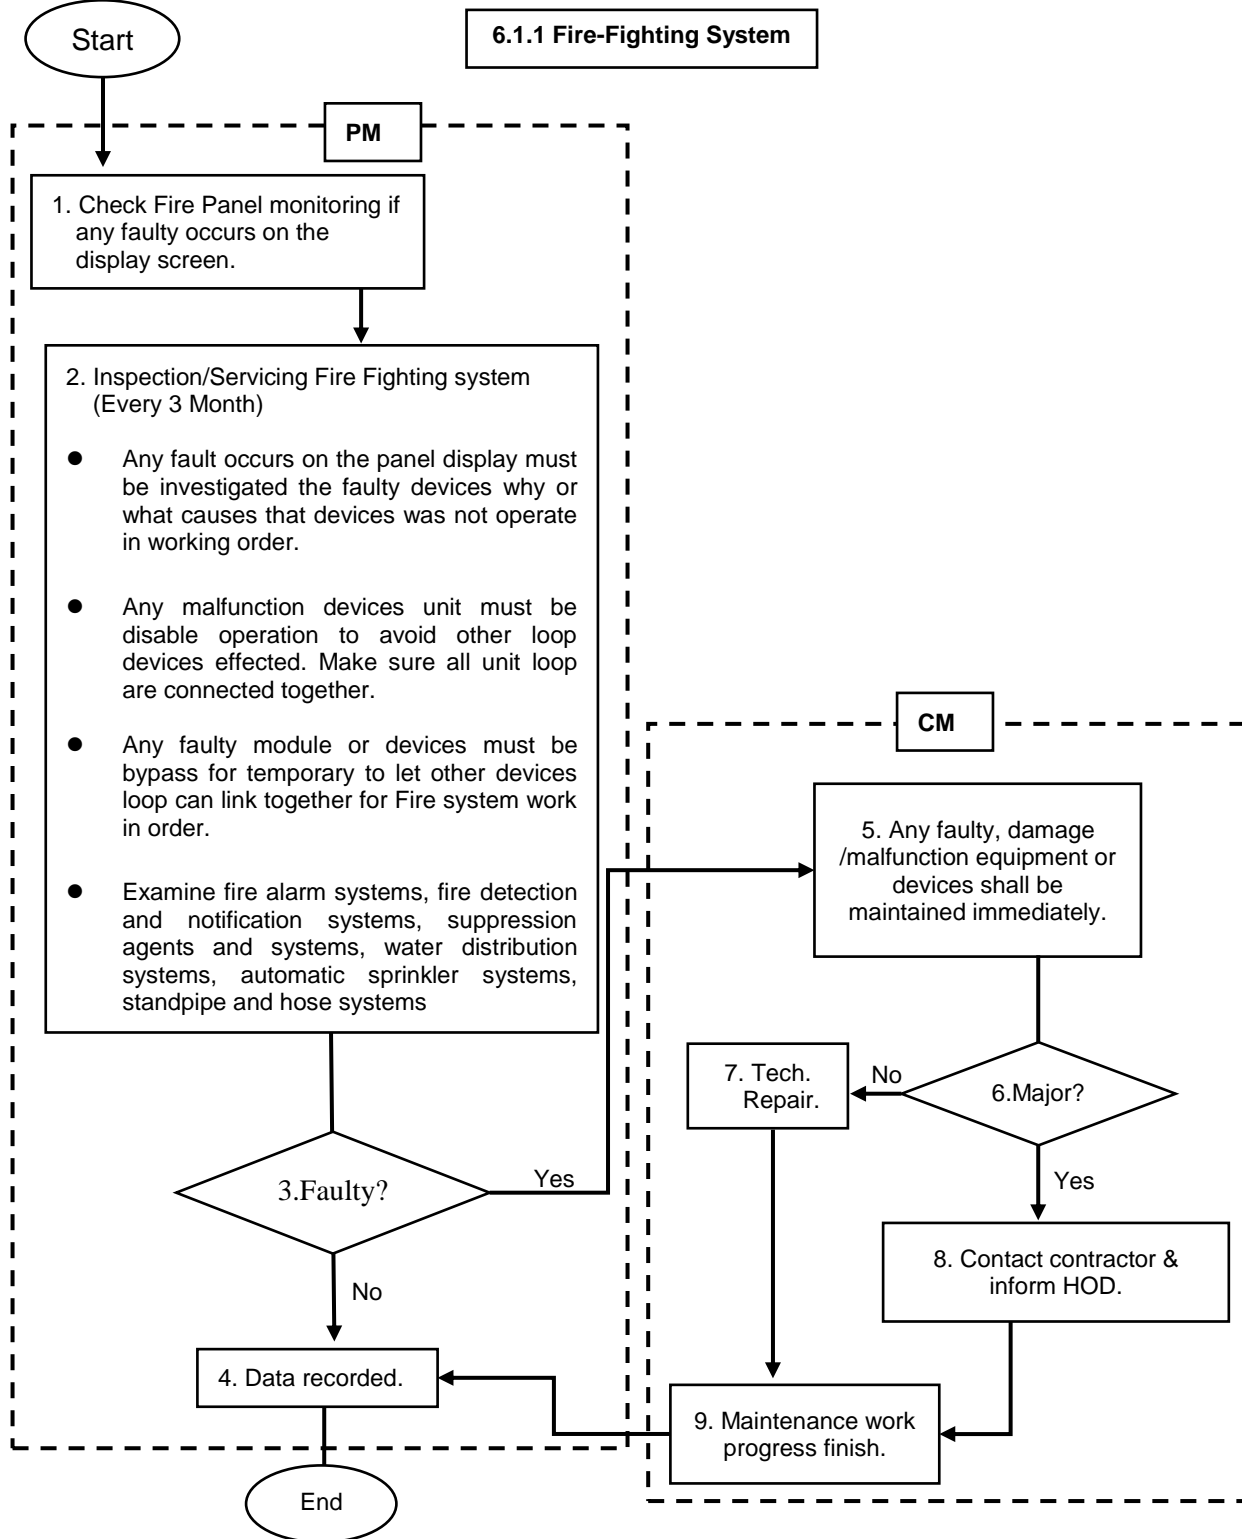 Start
6.1.1 Fire-Fighting System
PM
1. Check Fire Panel monitoring if
any faulty occurs on the
display screen.
2. Inspection/Servicing Fire Fighting system
(Every 3 Month)
● Any fault occurs on the panel display must
be investigated the faulty devices why or
what causes that devices was not operate
in working order.
● Any malfunction devices unit must be
disable operation to avoid other loop
devices effected. Make sure all unit loop
are connected together.
● Any faulty module or devices must be
bypass for temporary to let other devices
loop can link together for Fire system work
in order.
● Examine fire alarm systems, fire detection
and notification systems, suppression
agents and systems, water distribution
systems, automatic sprinkler systems,
standpipe and hose systems
3.Faulty?
Yes
No
4. Data recorded.
End
CM
5. Any faulty, damage
/malfunction equipment or
devices shall be
maintained immediately.
6.Major?
No
7. Tech.
Repair.
Yes
8. Contact contractor &
inform HOD.
9. Maintenance work
progress finish.